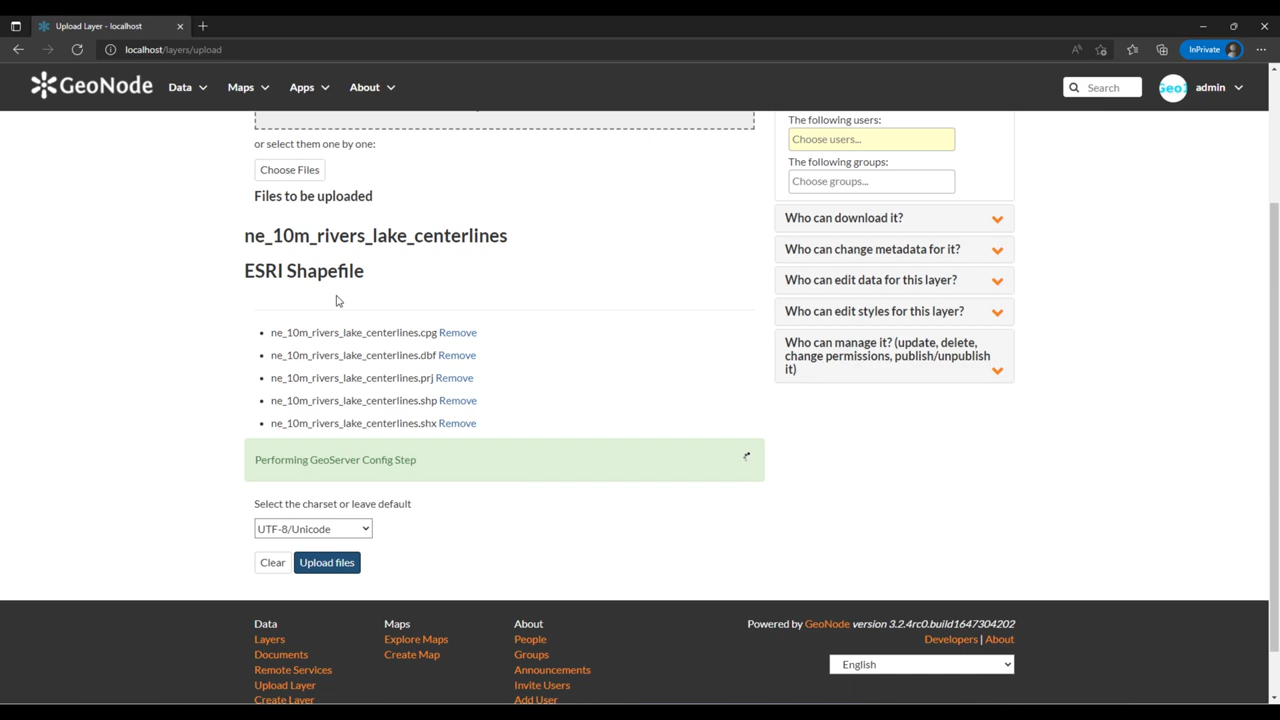 Upload Layer - localhost
localhost/layers/upload
InPrivate
GeoNode
Data
Maps
Apps
About
Search
Geo
admin
or select them one by one:
Choose Files
Files to be uploaded
ne_10m_rivers_lake_centerlines
ESRI Shapefile
ne_10m_rivers_lake_centerlines.cpg Remove
ne_10m_rivers_lake_centerlines.dbf Remove
ne_10m_rivers_lake_centerlines.prj Remove
ne_10m_rivers_lake_centerlines.shp Remove
ne_10m_rivers_lake_centerlines.shx Remove
Performing GeoServer Config Step
Select the charset or leave default
UTF-8/Unicode
Clear
Upload files
The following users:
Choose users...
The following groups:
Choose groups...
Who can download it?
Who can change metadata for it?
Who can edit data for this layer?
Who can edit styles for this layer?
Who can manage it? (update, delete,
change permissions, publish/unpublish
it)
Data
Layers
Documents
Remote Services
Upload Layer
Create Layer
Maps
Explore Maps
Create Map
About
People
Groups
Announcements
Invite Users
Add User
Powered by GeoNode version 3.2.4rc0.build1647304202
Developers | About
English